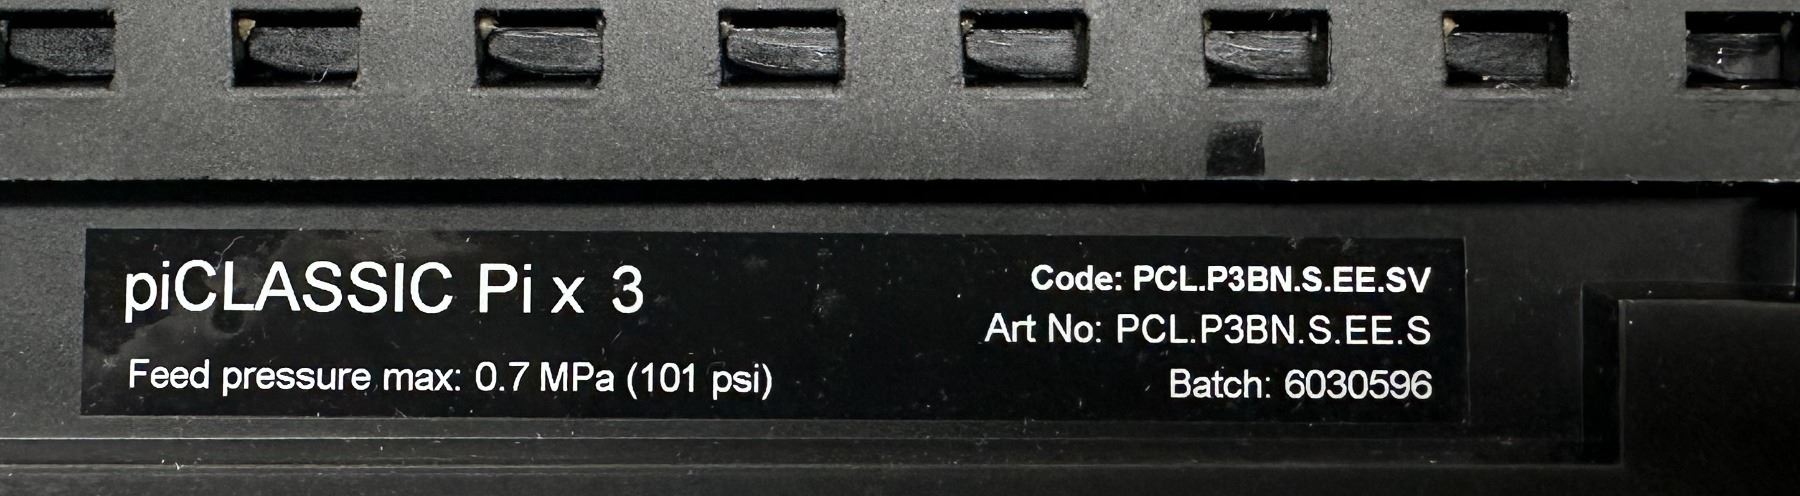 piCLASSIC Pi x 3
Feed pressure max: 0.7 MPa (101 psi)
Code: PCL.P3BN.S.EE.SV
Art No: PCL.P3BN.S.EE.S
Batch: 6030596